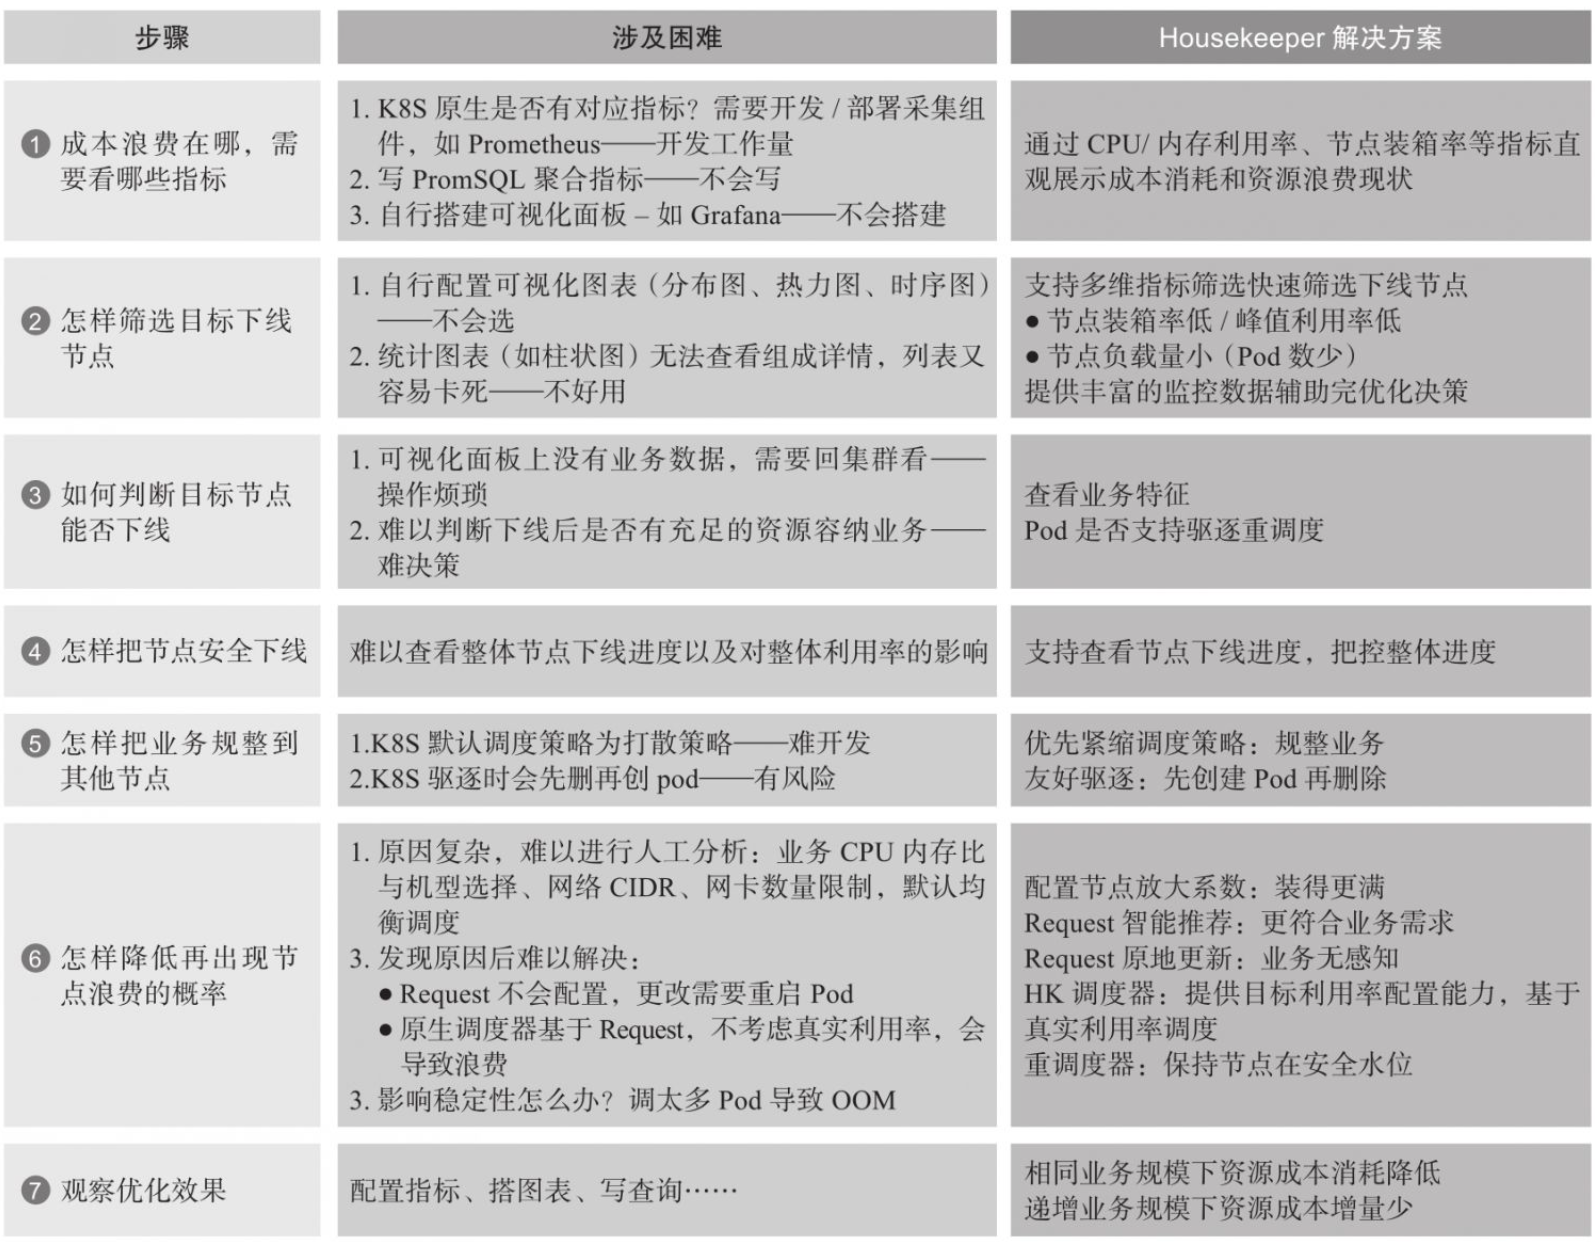 步骤
涉及困难
Housekeeper 解决方案
1 成本浪费在哪，需
要看哪些指标
1. K8S 原生是否有对应指标？需要开发 / 部署采集组
件，如 Prometheus——开发工作量
2. 写 PromSQL 聚合指标——不会写
3. 自行搭建可视化面板 – 如 Grafana——不会搭建
通过 CPU/ 内存利用率、节点装箱率等指标直
观展示成本消耗和资源浪费现状
2 怎样筛选目标下线
节点
1. 自行配置可视化图表（分布图、热力图、时序图）
——不会选
2. 统计图表（如柱状图）无法查看组成详情，列表又
容易卡死——不好用
支持多维指标筛选快速筛选下线节点
● 节点装箱率低 / 峰值利用率低
● 节点负载量小（Pod 数少）
提供丰富的监控数据辅助完优化决策
3 如何判断目标节点
能否下线
1. 可视化面板上没有业务数据，需要回集群看——
操作烦琐
2. 难以判断下线后是否有充足的资源容纳业务——
难决策
查看业务特征
Pod 是否支持驱逐重调度
4 怎样把节点安全下线
难以查看整体节点下线进度以及对整体利用率的影响
支持查看节点下线进度，把控整体进度
5 怎样把业务规整到
其他节点
1.K8S 默认调度策略为打散策略——难开发
2.K8S 驱逐时会先删再创 pod——有风险
优先紧缩调度策略：规整业务
友好驱逐：先创建 Pod 再删除
6 怎样降低再出现节
点浪费的概率
1. 原因复杂，难以进行人工分析：业务 CPU 内存比
与机型选择、网络 CIDR、网卡数量限制，默认均
衡调度
3. 发现原因后难以解决：
● Request 不会配置，更改需要重启 Pod
● 原生调度器基于 Request，不考虑真实利用率，会
导致浪费
3. 影响稳定性怎么办？调太多 Pod 导致 OOM
配置节点放大系数：装得更满
Request 智能推荐：更符合业务需求
Request 原地更新：业务无感知
HK 调度器：提供目标利用率配置能力，基于
真实利用率调度
重调度器：保持节点在安全水位
7 观察优化效果
配置指标、搭图表、写查询……
相同业务规模下资源成本消耗降低
递增业务规模下资源成本增量少